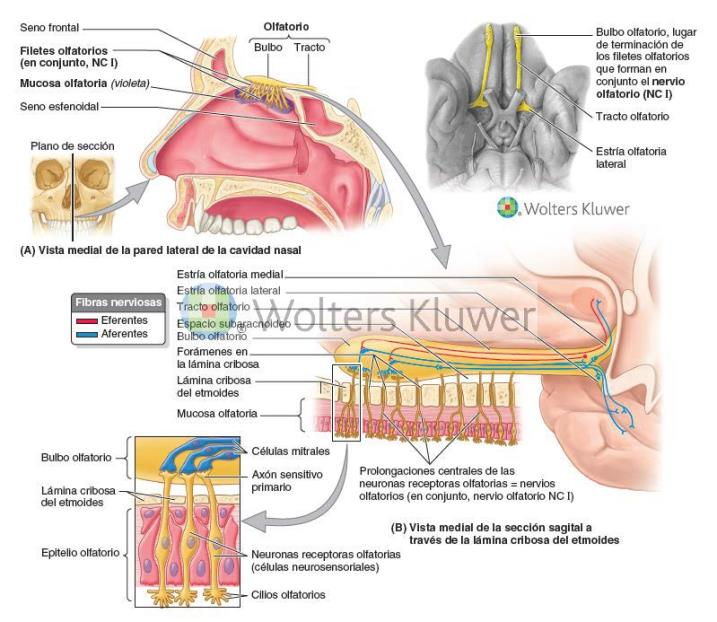 Seno frontal
Filetes olfatorios
(en conjunto, NC I)
Mucosa olfatoria (violeta)
Seno esfenoidal
Plano de sección
Olfatorio
Bulbo Tracto
(A) Vista medial de la pared lateral de la cavidad nasal
Bulbo olfatorio, lugar
de terminación de
los filetes olfatorios
que forman en
conjunto el nervio
olfatorio (NC I)
Tracto olfatorio
Estría olfatoria
lateral
Wolters Kluwer
Fibras nerviosas
Eferentes
Aferentes
Estría olfatoria medial
Estría olfatoria lateral
Tracto olfatorio
Espacio subaracnoideo
Bulbo olfatorio
Forámenes en
la lámina cribosa
Lámina cribosa
del etmoides
Mucosa olfatoria
® Wolters Kluwer
Prolongaciones centrales de las
neuronas receptoras olfatorias = nervios
olfatorios (en conjunto, nervio olfatorio NC I)
(B) Vista medial de la sección sagital a
través de la lámina cribosa del etmoides
Bulbo olfatorio
Lámina cribosa
del etmoides
Epitelio olfatorio
Células mitrales
Axón sensitivo
primario
Neuronas receptoras olfatorias
(células neurosensoriales)
Cilios olfatorios